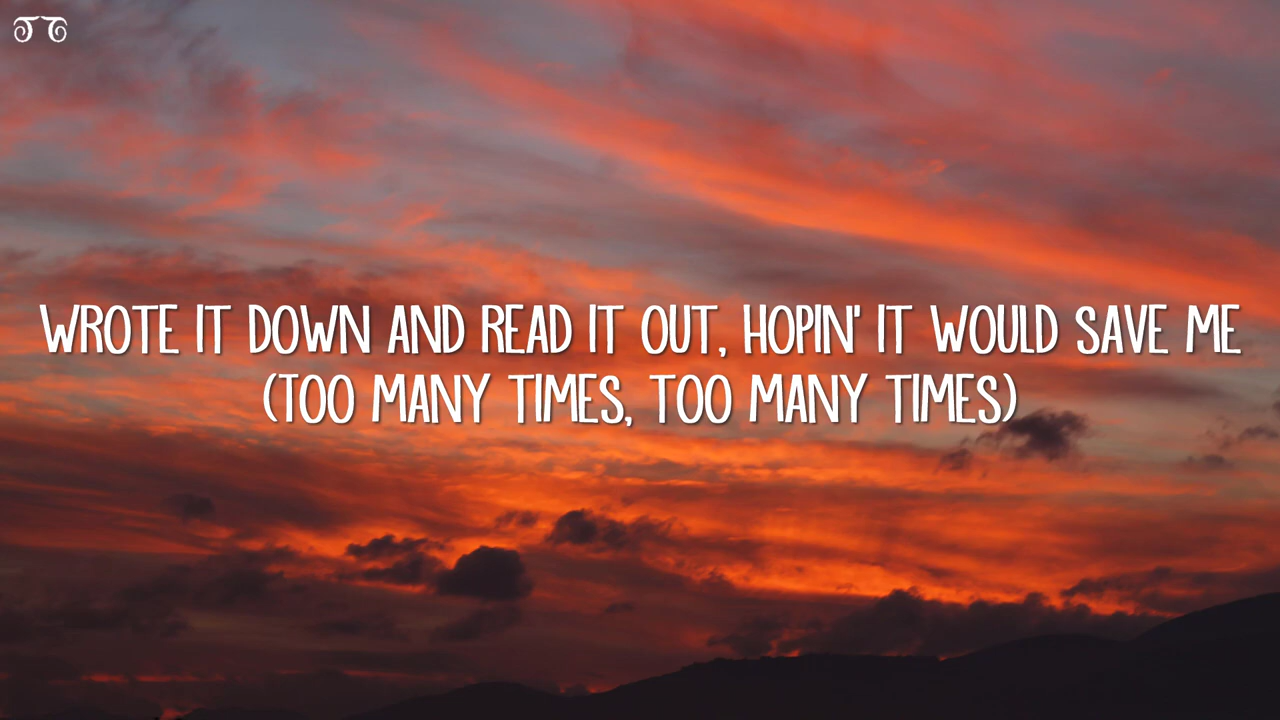 WROTE IT DOWN AND READ IT OUT, HOPIN' IT WOULD SAVE ME
(TOO MANY TIMES, TOO MANY TIMES)